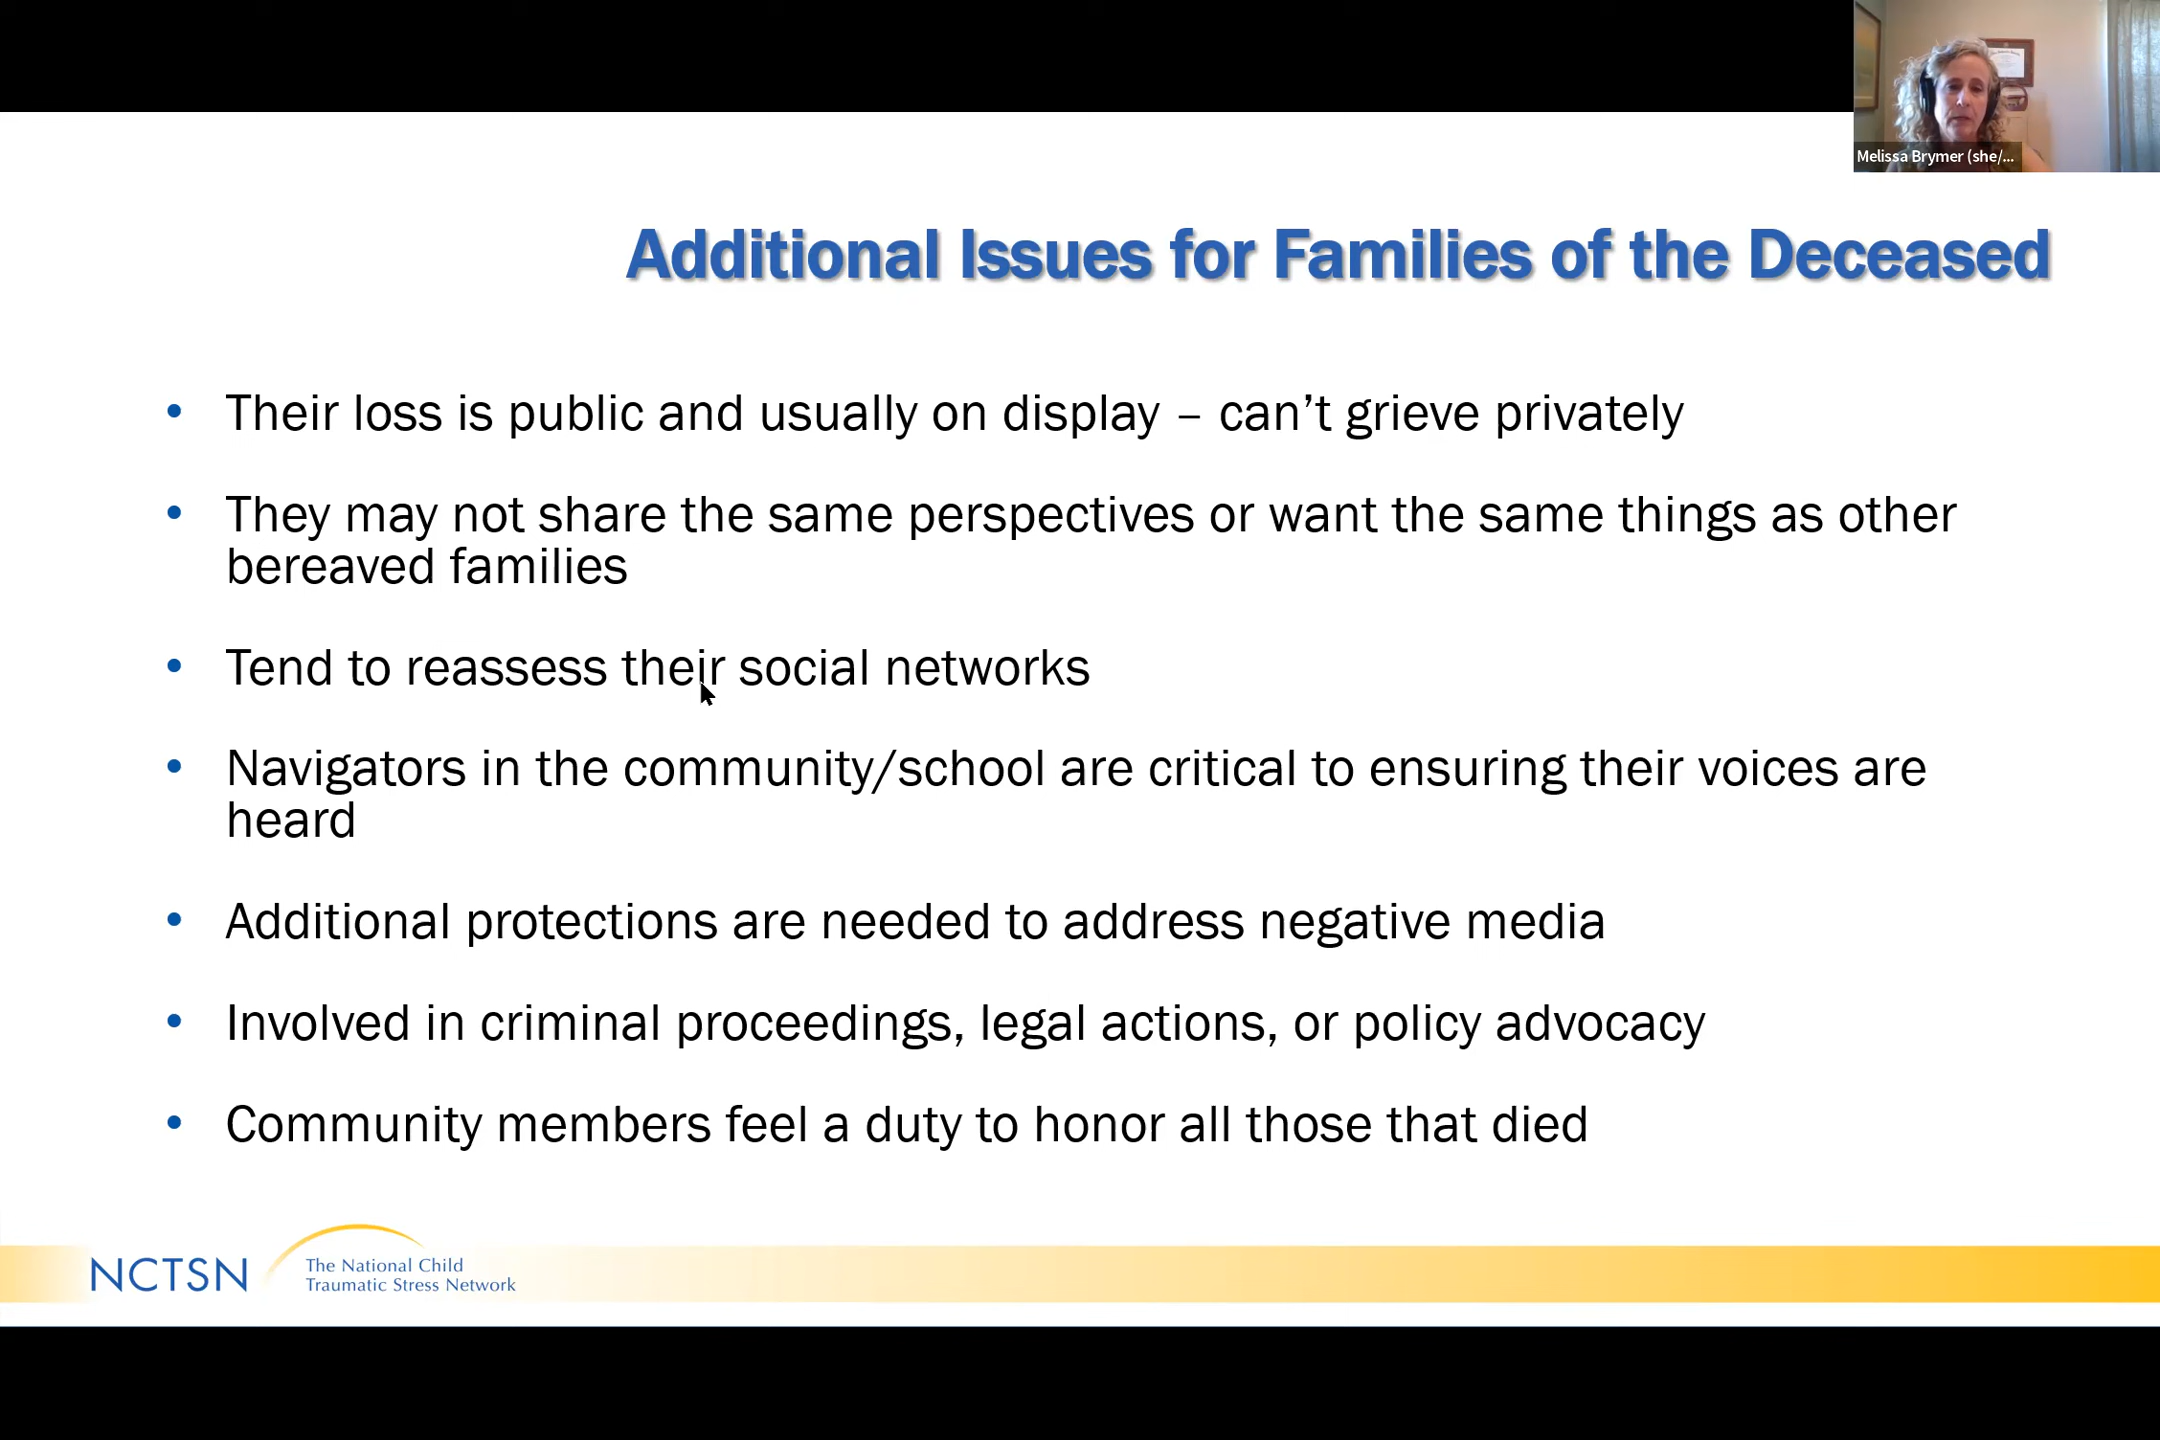 Melissa Brymer (she/...
Additional Issues for Families of the Deceased
• Their loss is public and usually on display – can’t grieve privately
• They may not share the same perspectives or want the same things as other
bereaved families
• Tend to reassess their social networks
• Navigators in the community/school are critical to ensuring their voices are
heard
• Additional protections are needed to address negative media
• Involved in criminal proceedings, legal actions, or policy advocacy
• Community members feel a duty to honor all those that died
NCTSN
The National Child
Traumatic Stress Network